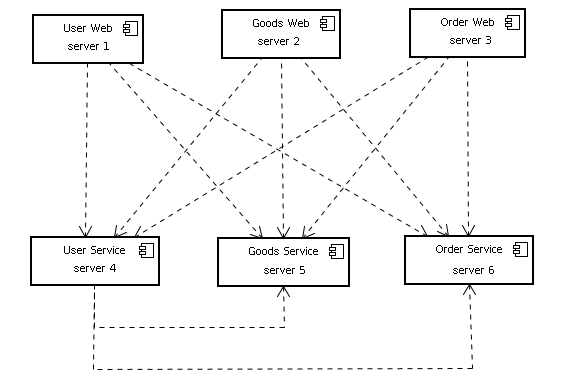 User Web
server 1
Goods Web
server 2
Order Web
server 3
User Service
server 4
Goods Service
server 5
Order Service
server 6